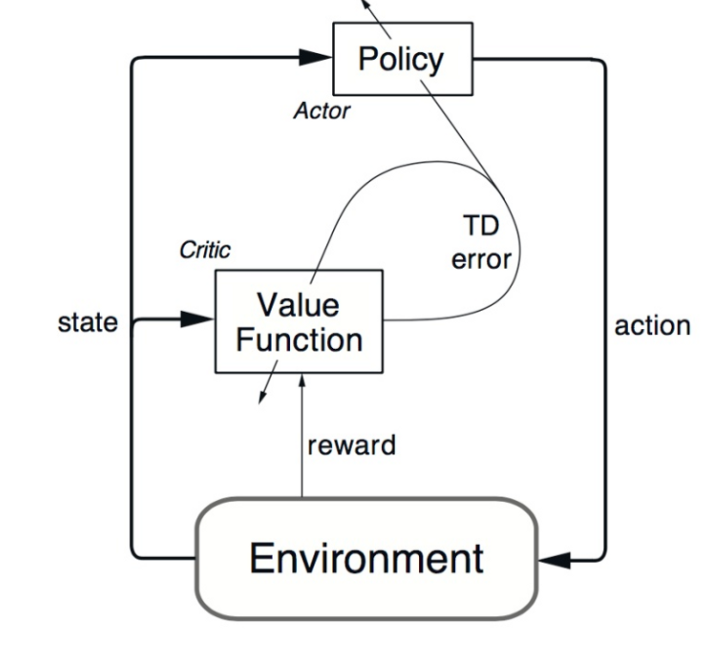 Policy
Actor
TD
error
Critic
Value
Function
state
action
reward
Environment